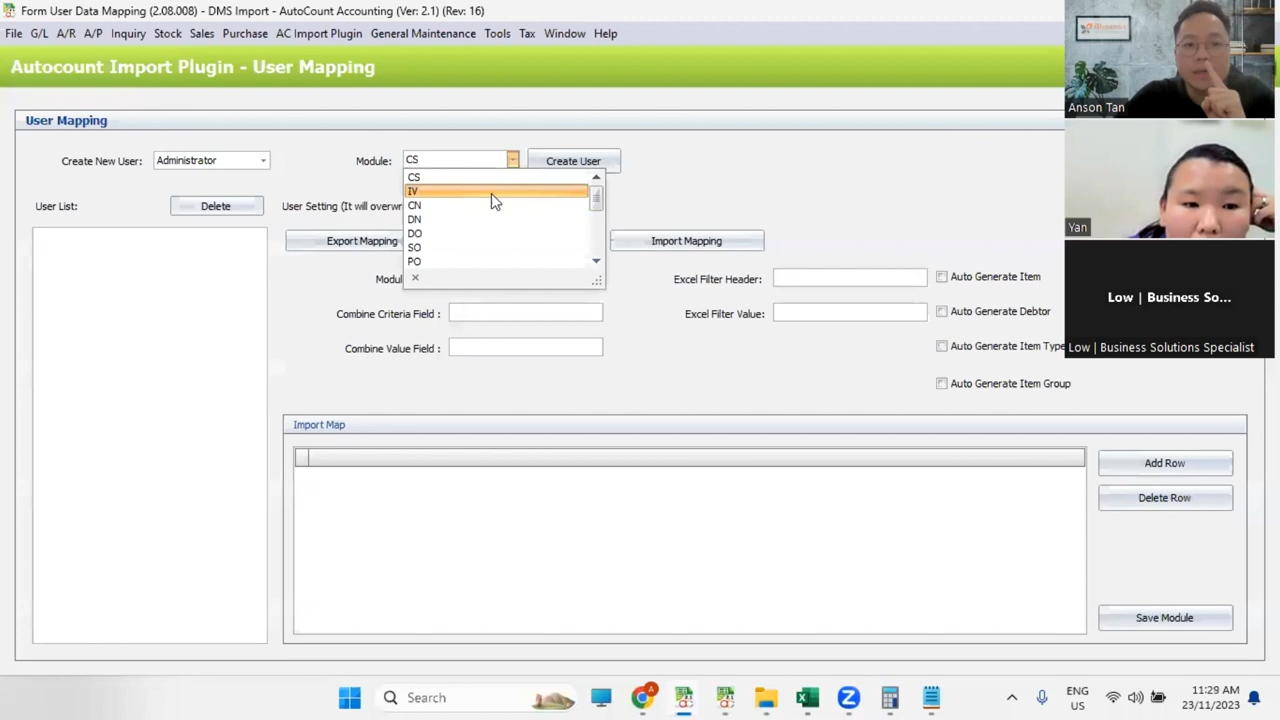 Form User Data Mapping (2.08.008) - DMS Import - AutoCount Accounting (Ver: 2.1) (Rev: 16)
File G/L A/R A/P Inquiry Stock Sales Purchase AC Import Plugin General Maintenance Tools Tax Window Help
Autocount Import Plugin - User Mapping
User Mapping
Create New User: Administrator Module: CS Create User
CS
IV
CN
DN
DO
SO
PO
User List: Delete User Setting (It will overw
Export Mapping Import Mapping
Modul Excel Filter Header: Auto Generate Item
Combine Criteria Field : Excel Filter Value: Auto Generate Debtor
Combine Value Field : Auto Generate Item Type
Auto Generate Item Group
Import Map
Add Row
Delete Row
Save Module
Anson Tan
Yan
Low | Business So...
Low | Business Solutions Specialist
Search
ENG
US
11:29 AM
23/11/2023